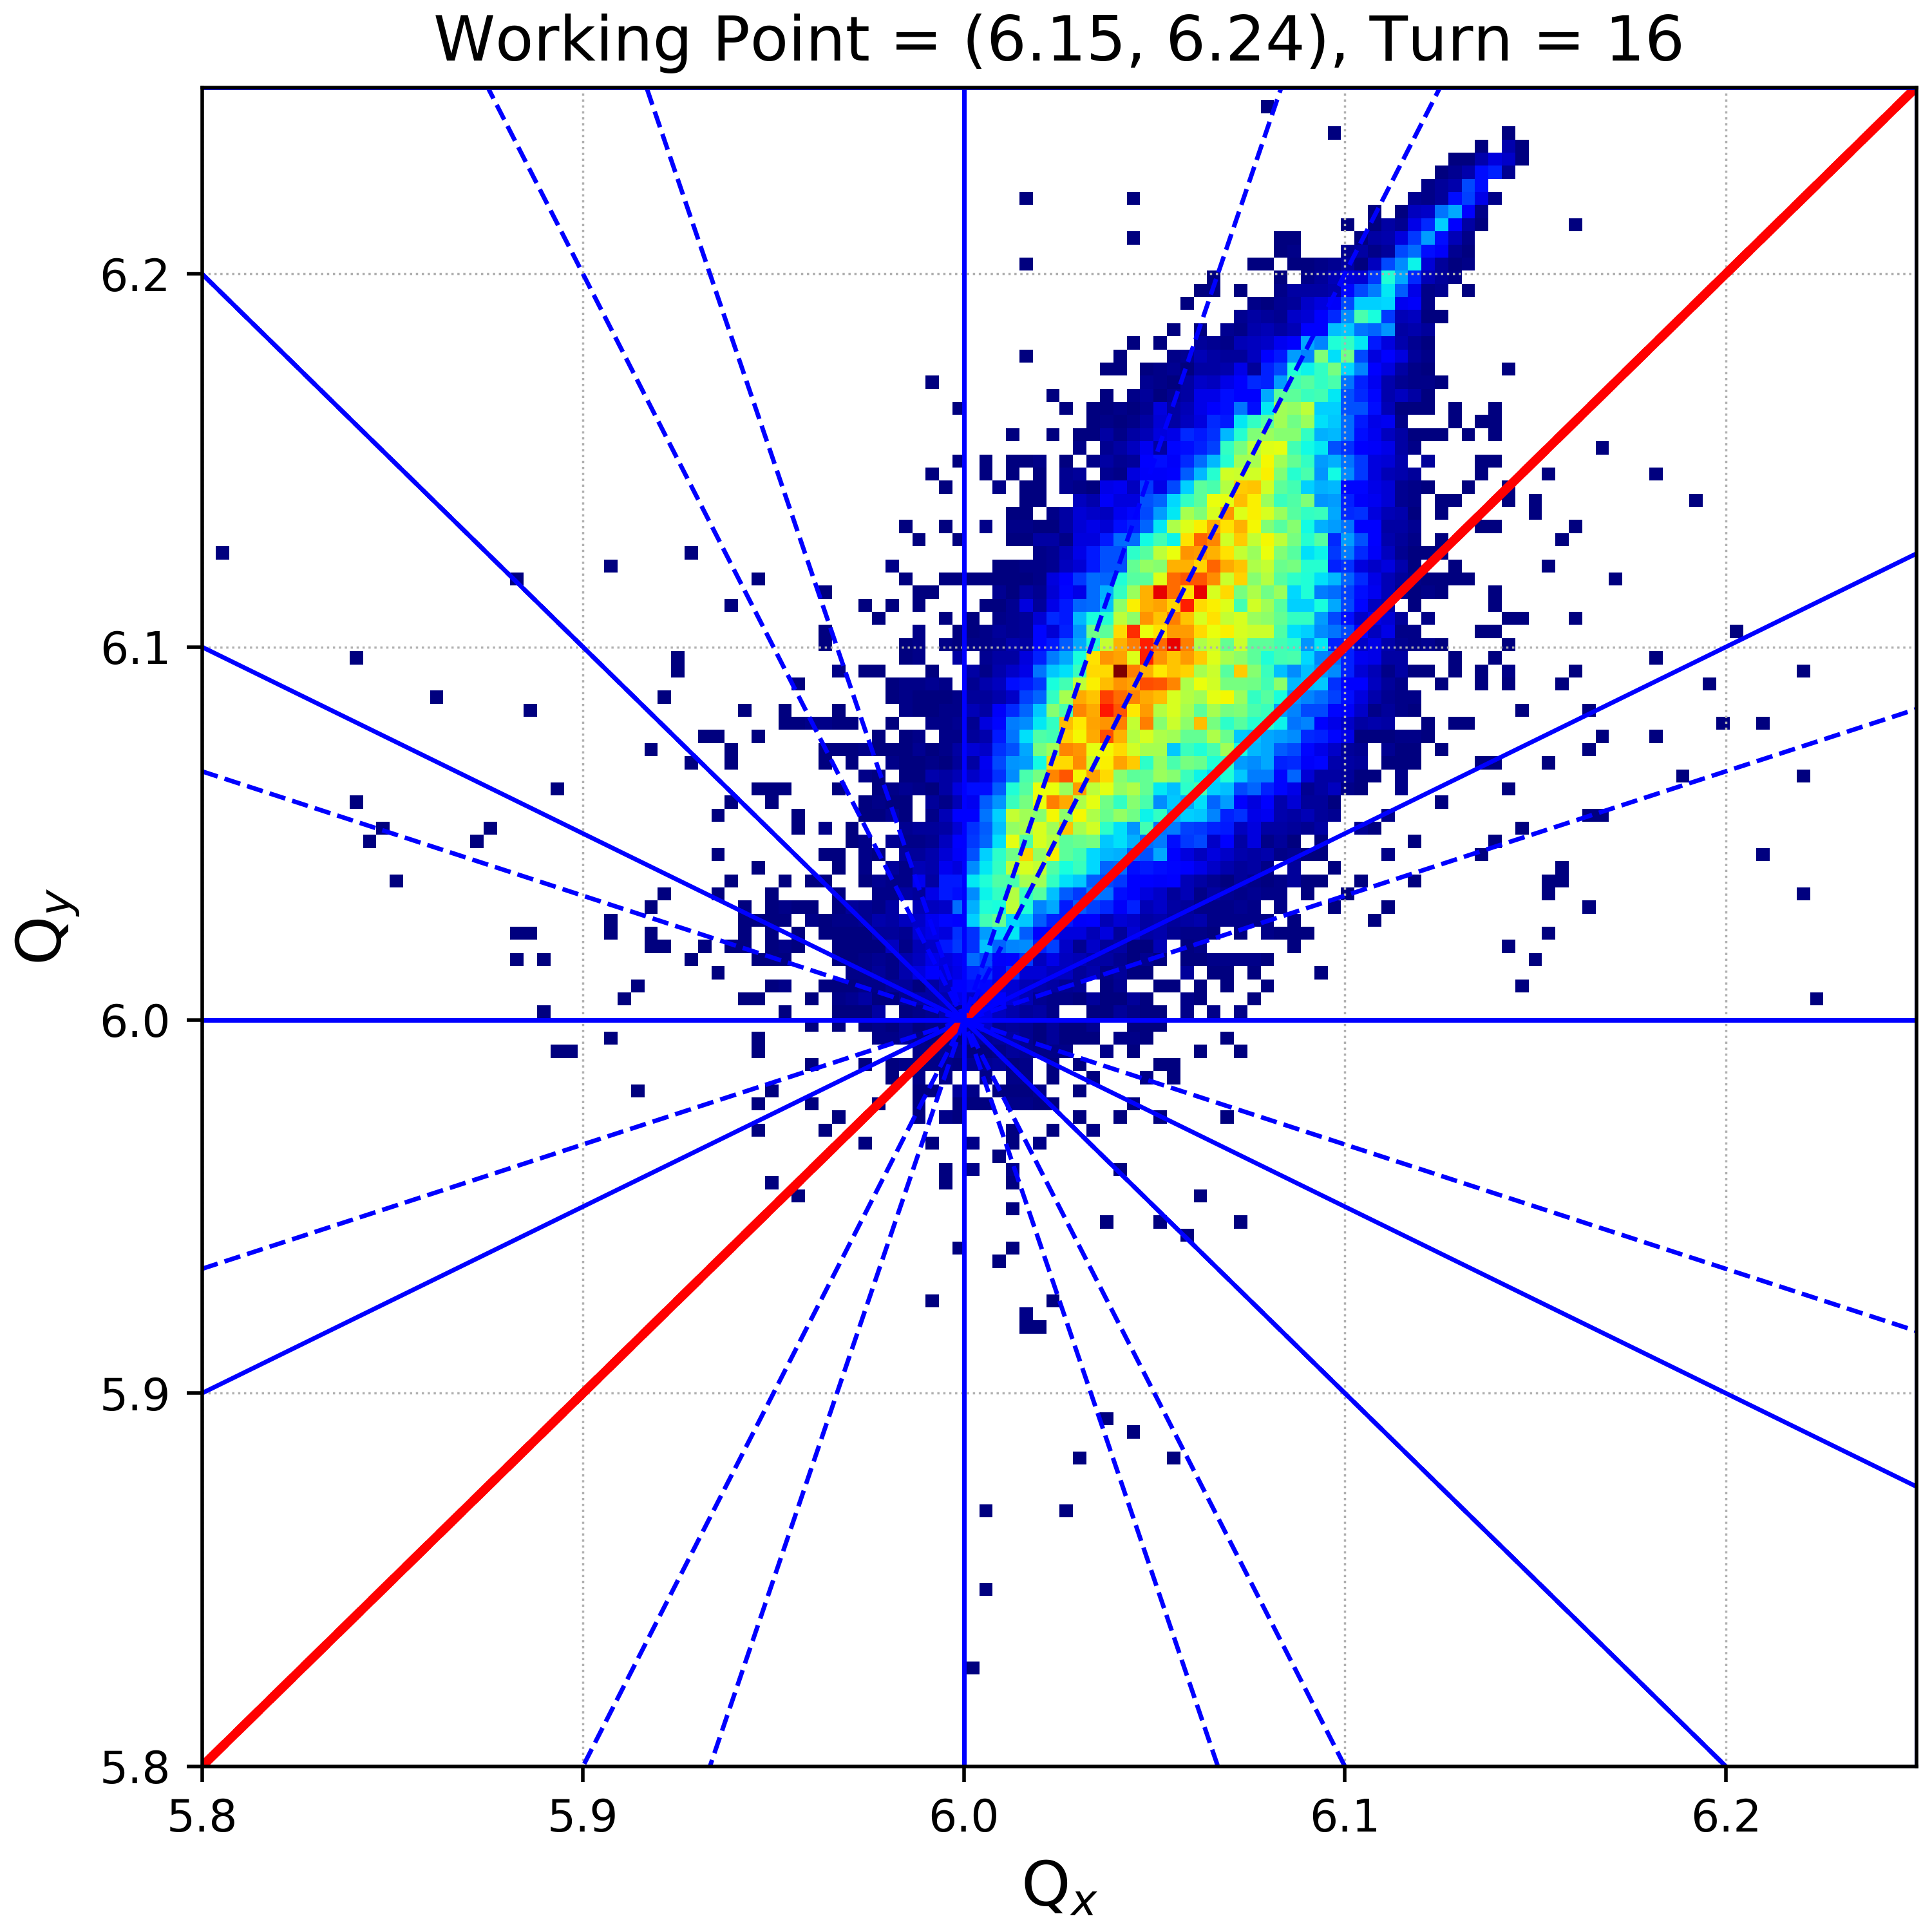 Working Point = (6.15, 6.24), Turn = 16
6.2
6.1
6.0
5.9
5.8
Qy
5.8 5.9 6.0 6.1 6.2
Qx